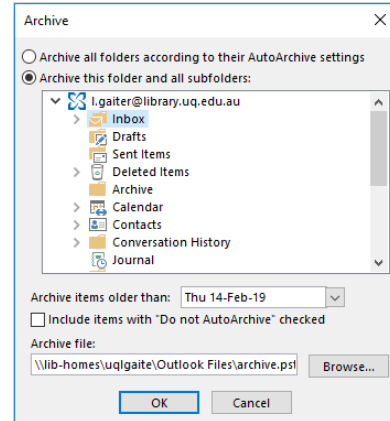 Archive
Archive all folders according to their AutoArchive settings
Archive this folder and all subfolders:
l.gaiter@library.uq.edu.au
Inbox
Drafts
Sent Items
Deleted Items
Archive
Calendar
Contacts
Conversation History
Journal
Archive items older than: Thu 14-Feb-19
Include items with "Do not AutoArchive" checked
Archive file:
\\lib-homes\uqlgaite\Outlook Files\archive.pst Browse...
OK Cancel